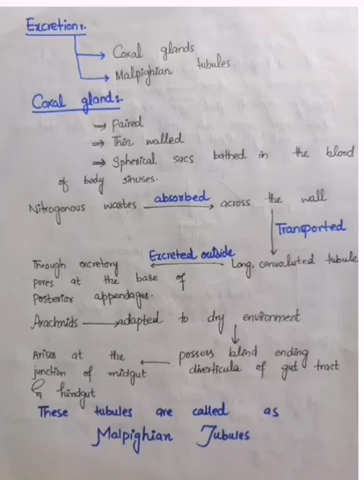 Excretion:-
Coxal glands
Malpighian tubules
Coxal glands:-
→ Paired
→ Thin walled
→ Spherical sacs bathed in the blood
of body sinuses.
Nitrogenous wastes absorbed → across the wall
Transported
Through excretory Excreted outside ← Long, convoluted tubule
pores at the base of
Posterior appendages.
Arachnids → adapted to dry environment
Arises at the ← possess blind ending
junction of midgut diverticula of gut tract
& hindgut
These tubules are called as
Malpighian Tubules